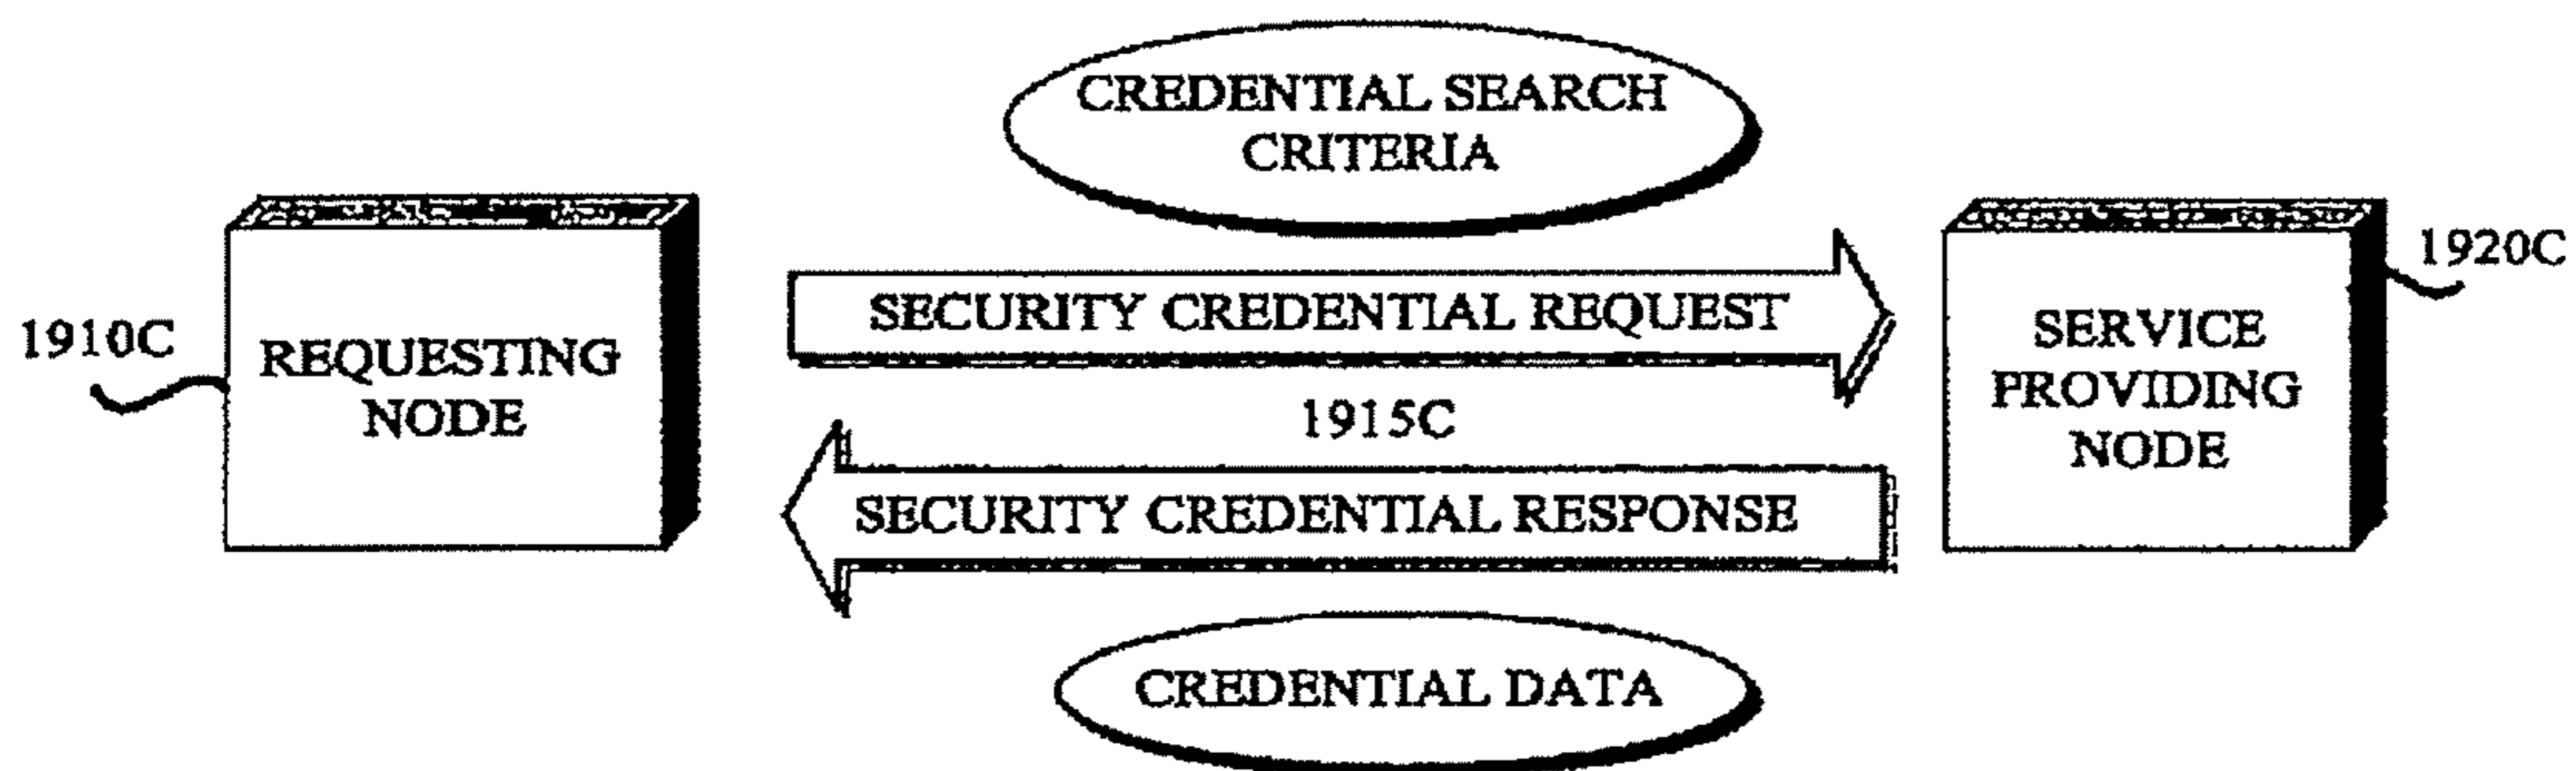 CREDENTIAL SEARCH
CRITERIA
1910C
REQUESTING
NODE
SECURITY CREDENTIAL REQUEST
1915C
SECURITY CREDENTIAL RESPONSE
1920C
SERVICE
PROVIDING
NODE
CREDENTIAL DATA